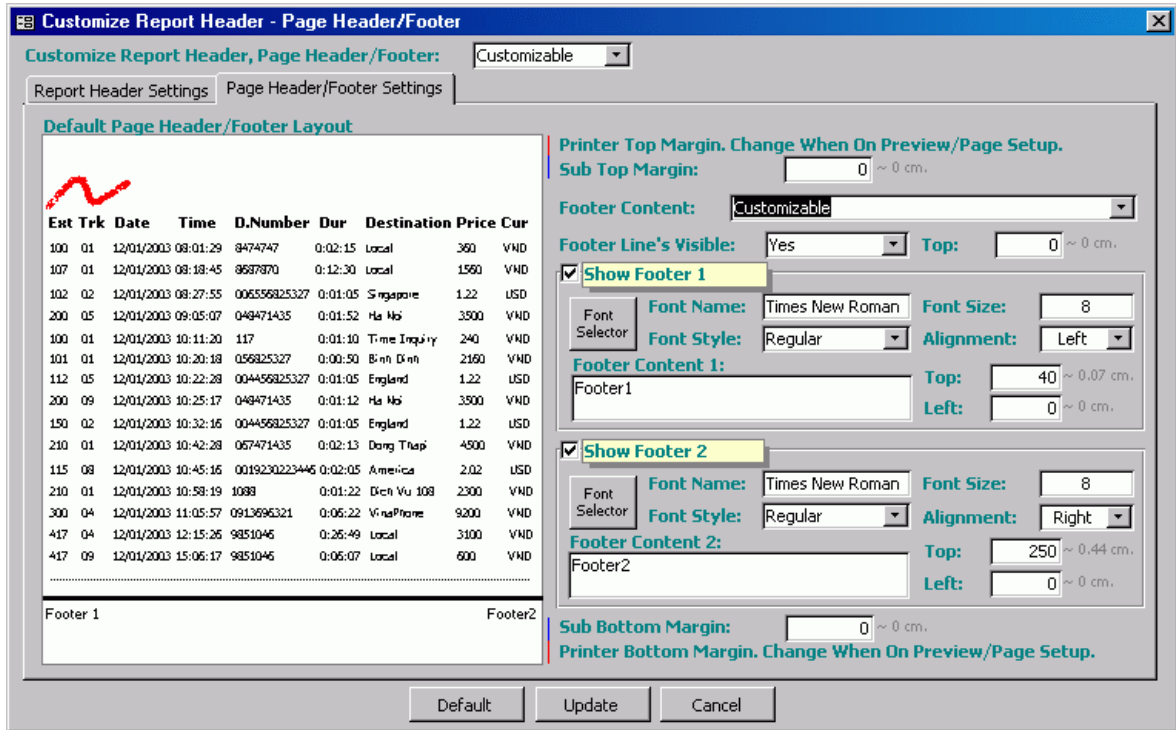 Customize Report Header - Page Header/Footer
Customize Report Header, Page Header/Footer: Customizable
Report Header Settings Page Header/Footer Settings
Default Page Header/Footer Layout
Ext Trk Date Time D.Number Dur Destination Price Cur
100 01 12/01/2003 08:01:29 8474747 0:02:15 Local 360 VND
107 01 12/01/2003 08:18:45 8687870 0:12:30 Local 1560 VND
102 02 12/01/2003 08:27:55 006556825327 0:01:05 Singapore 1.22 USD
200 05 12/01/2003 09:05:07 048471435 0:01:52 Ha Noi 3500 VND
100 01 12/01/2003 10:11:20 117 0:01:10 Time Inquiry 240 VND
101 01 12/01/2003 10:20:18 056825327 0:00:50 Binh Dinh 2160 VND
112 05 12/01/2003 10:22:28 004456825327 0:01:05 England 1.22 USD
200 09 12/01/2003 10:25:17 048471435 0:01:12 Ha Noi 3500 VND
150 02 12/01/2003 10:32:16 004456825327 0:01:05 England 1.22 USD
210 01 12/01/2003 10:42:28 067471435 0:02:13 Dong Thap 4500 VND
115 08 12/01/2003 10:45:16 0019230223446 0:02:05 America 2.02 USD
210 01 12/01/2003 10:58:19 1088 0:01:22 Dich Vu 108 2300 VND
300 04 12/01/2003 11:05:57 0913696321 0:06:22 VinaPhone 9200 VND
417 04 12/01/2003 12:15:26 9851046 0:26:49 Local 3100 VND
417 09 12/01/2003 15:06:17 9851046 0:06:07 Local 600 VND
Footer 1 Footer2
Printer Top Margin. Change When On Preview/Page Setup.
Sub Top Margin: 0 ~ 0 cm.
Footer Content: Customizable
Footer Line's Visible: Yes Top: 0 ~ 0 cm.
Show Footer 1
Font Selector
Font Name: Times New Roman Font Size: 8
Font Style: Regular Alignment: Left
Footer Content 1:
Footer1
Top: 40 ~ 0.07 cm.
Left: 0 ~ 0 cm.
Show Footer 2
Font Selector
Font Name: Times New Roman Font Size: 8
Font Style: Regular Alignment: Right
Footer Content 2:
Footer2
Top: 250 ~ 0.44 cm.
Left: 0 ~ 0 cm.
Sub Bottom Margin: 0 ~ 0 cm.
Printer Bottom Margin. Change When On Preview/Page Setup.
Default Update Cancel